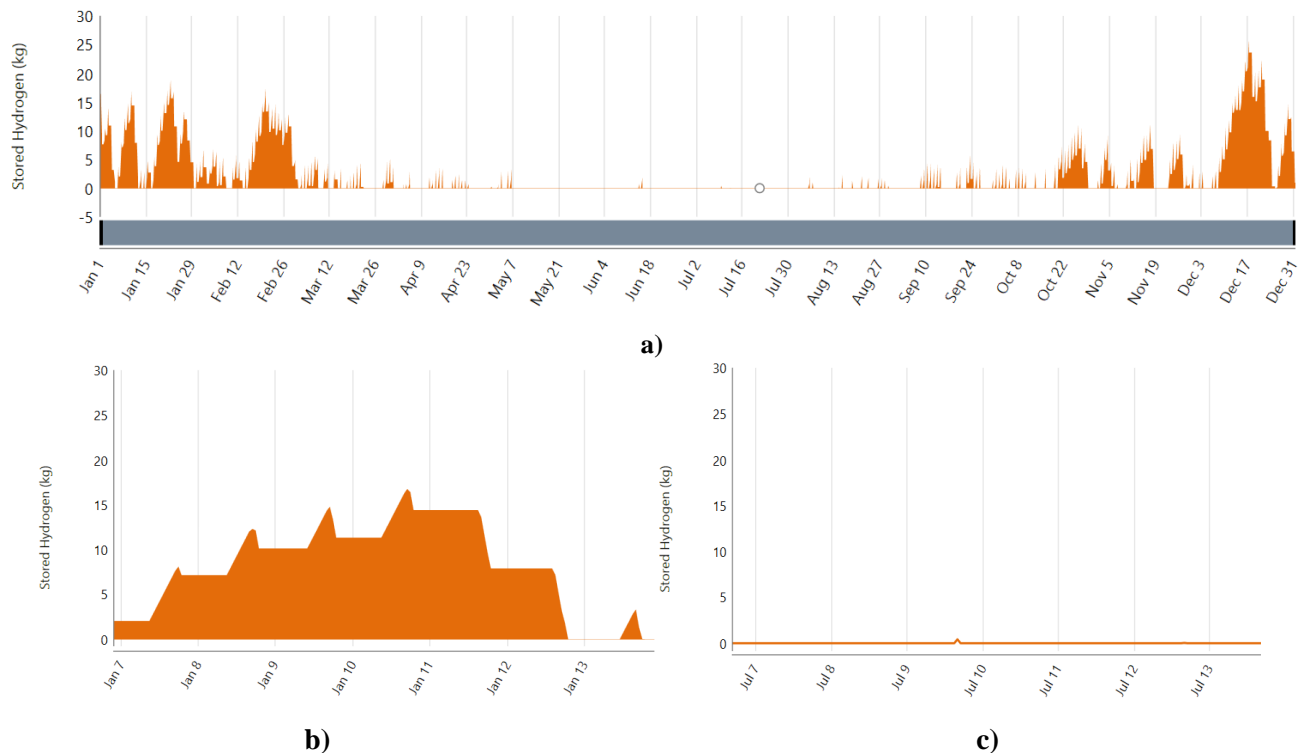 Stored Hydrogen (kg)
30
25
20
15
10
5
0
-5
Jan 1
Jan 15
Jan 29
Feb 12
Feb 26
Mar 12
Mar 26
Apr 9
Apr 23
May 7
May 21
Jun 4
Jun 18
Jul 2
Jul 16
Jul 30
Aug 13
Aug 27
Sep 10
Sep 24
Oct 8
Oct 22
Nov 5
Nov 19
Dec 3
Dec 17
Dec 31
a)
Stored Hydrogen (kg)
30
25
20
15
10
5
0
Jan 7
Jan 8
Jan 9
Jan 10
Jan 11
Jan 12
Jan 13
b)
Stored Hydrogen (kg)
30
25
20
15
10
5
0
Jul 7
Jul 8
Jul 9
Jul 10
Jul 11
Jul 12
Jul 13
c)